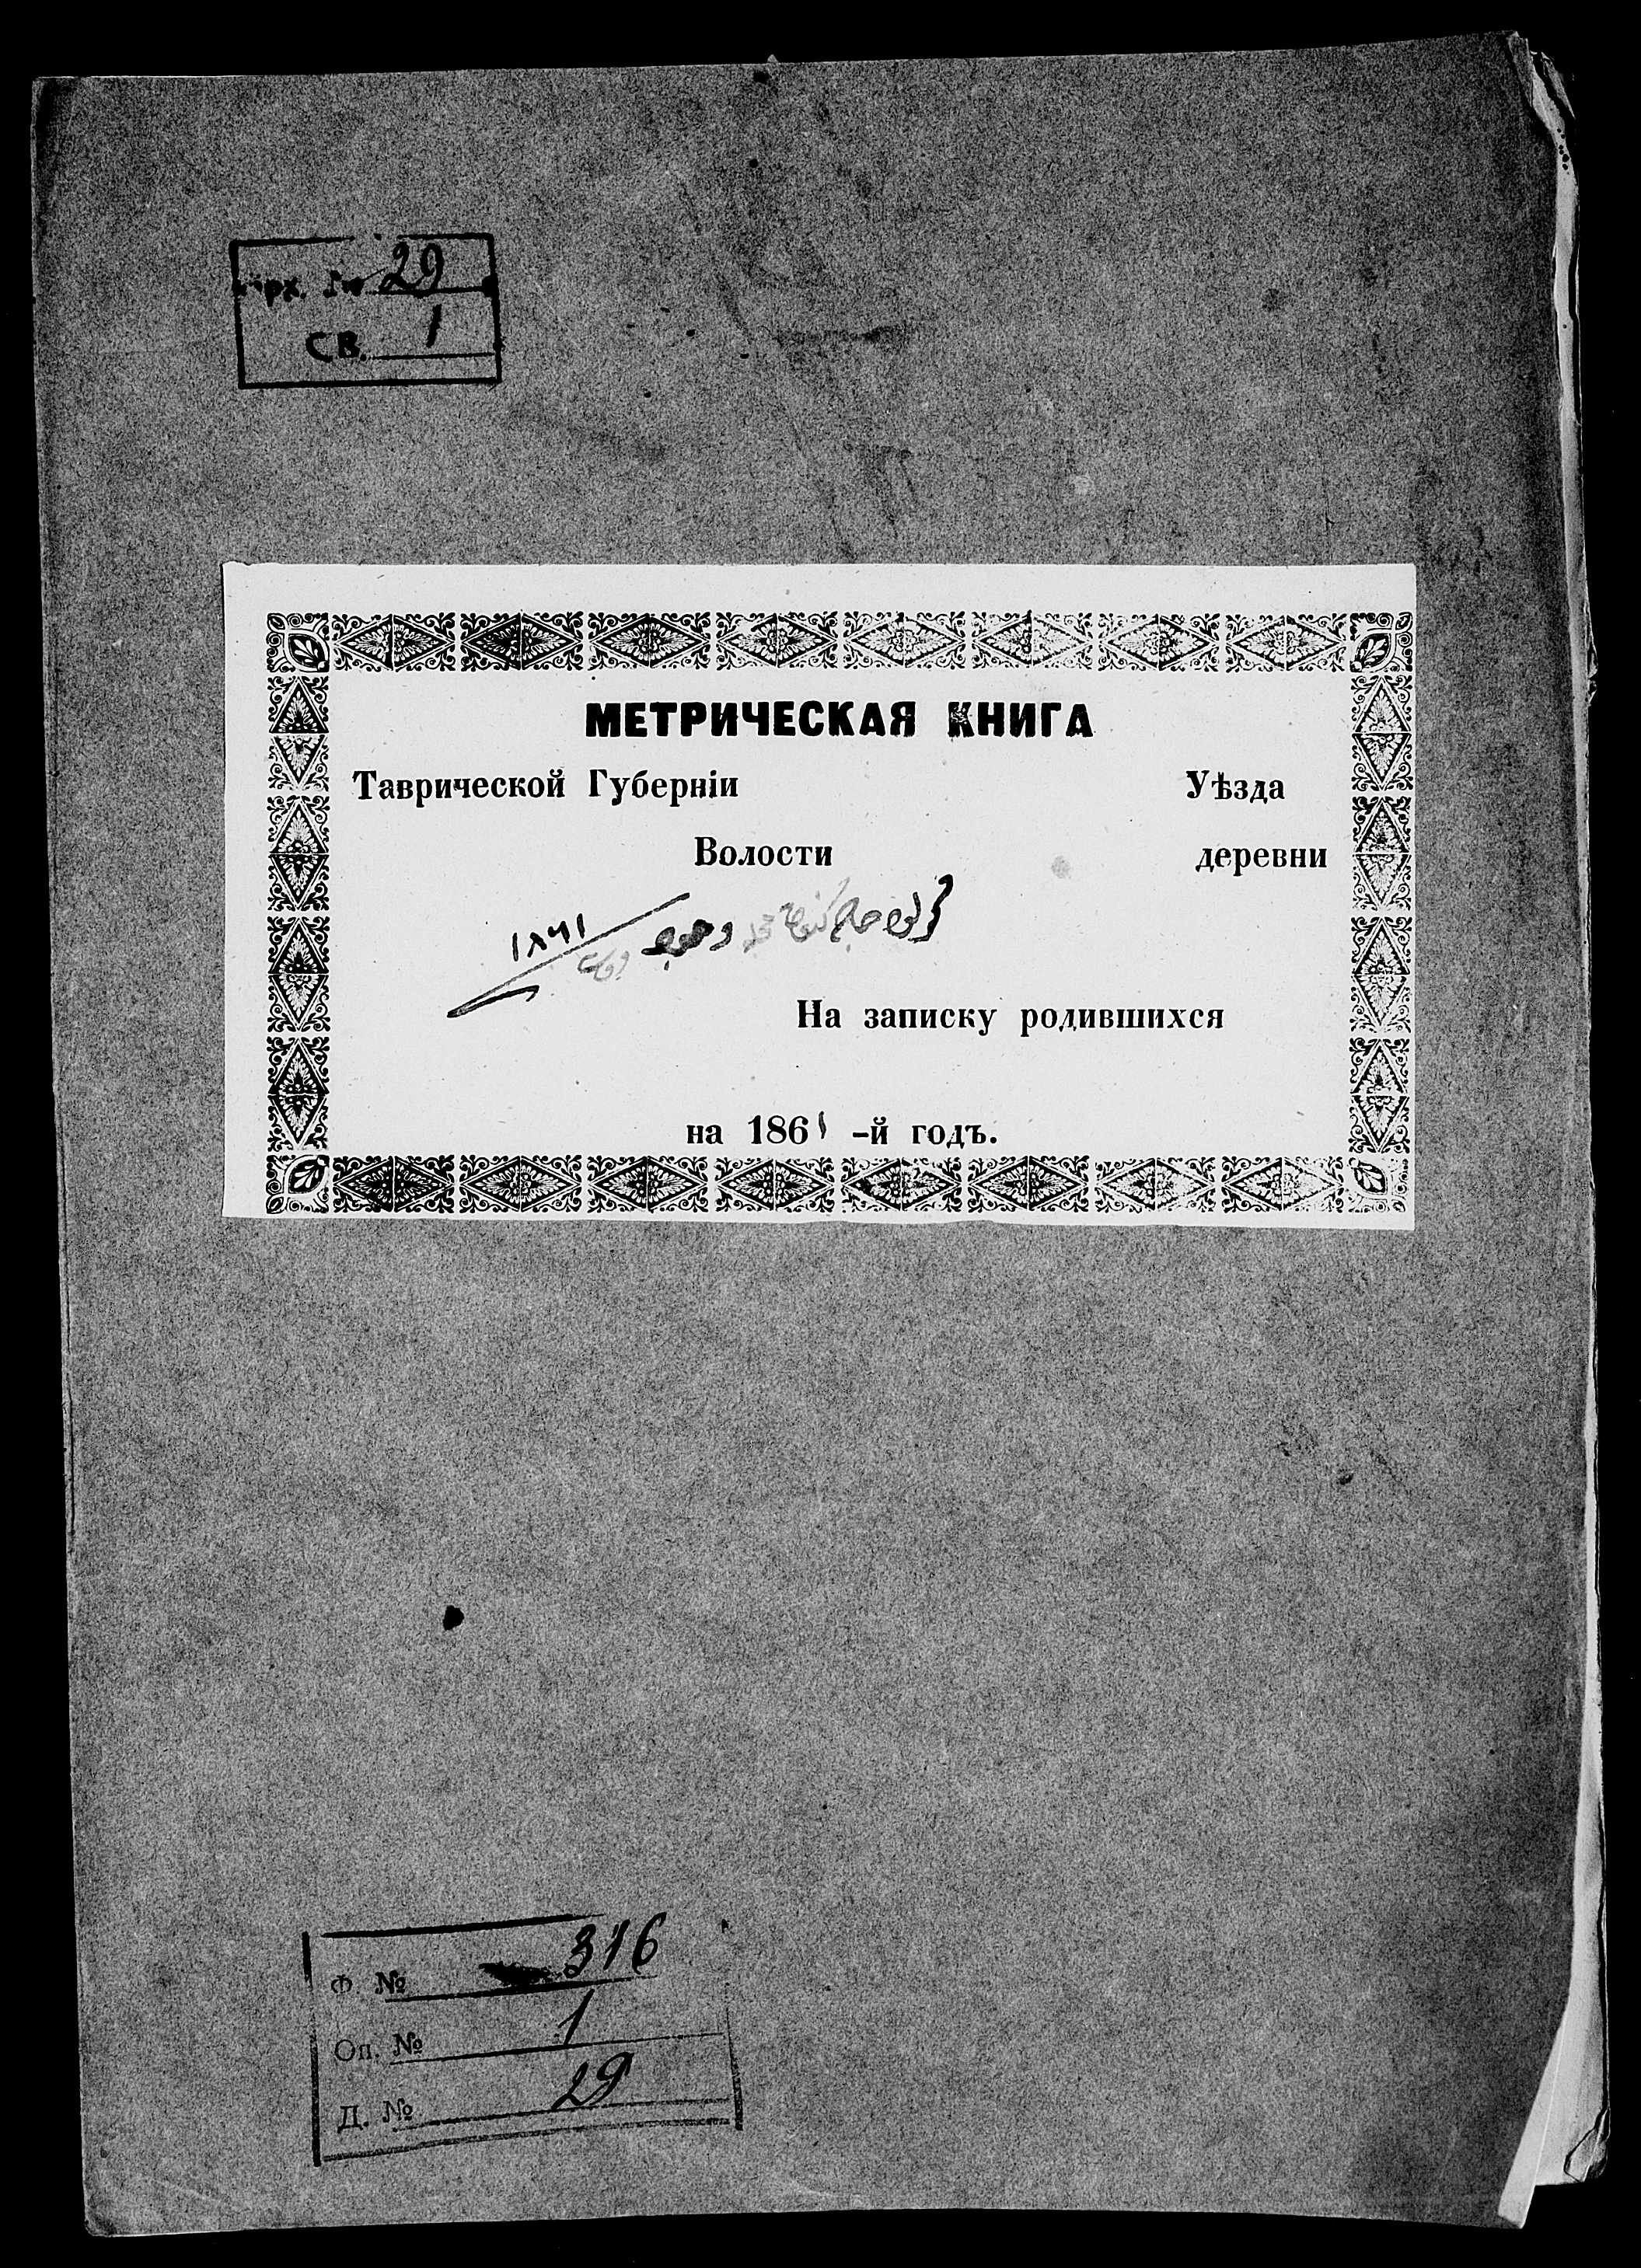 Арх. № 29
СВ. 1
МЕТРИЧЕСКАЯ КНИГА
Таврической Губерніи Уѣзда
Волости деревни
١٨٦١
На записку родившихся
на 1861 -й годъ.
Ф. № 316
Оп. № 1
Д. № 29